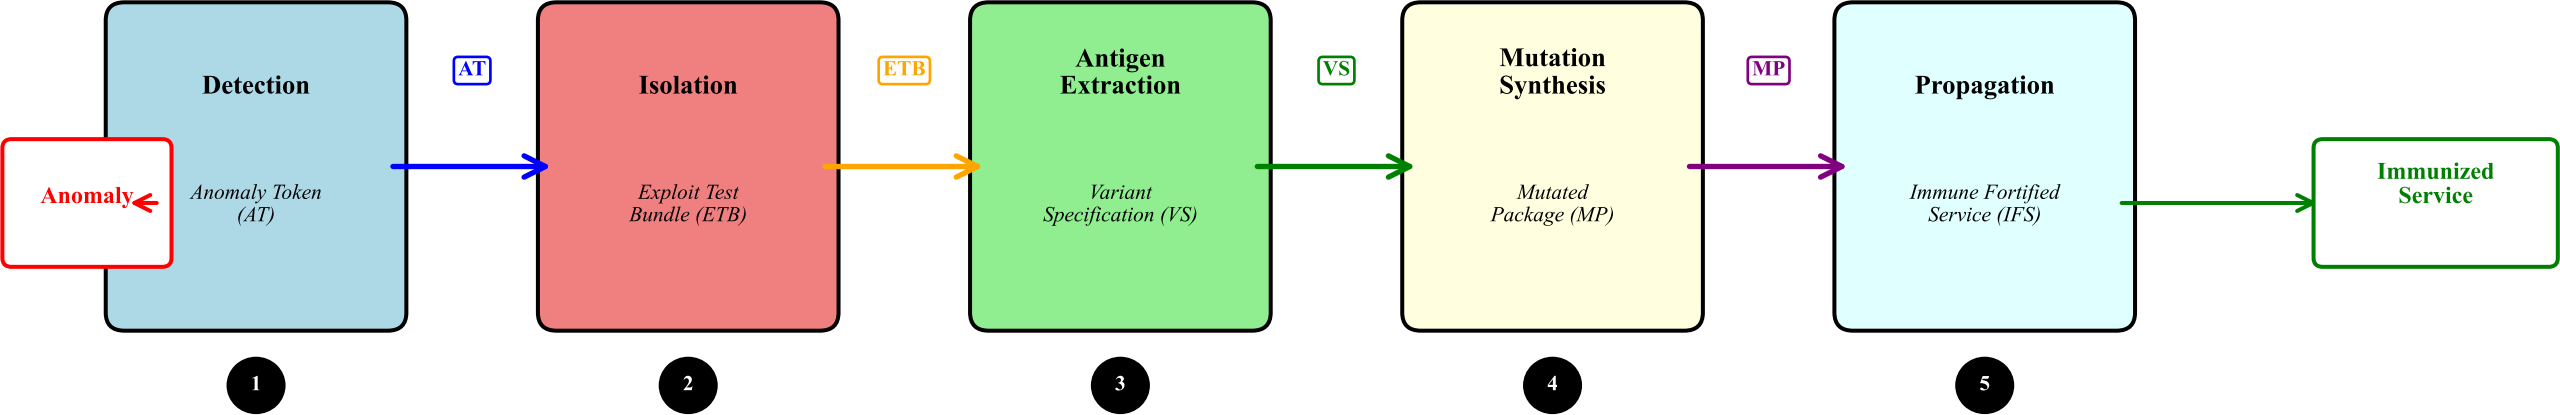 Anomaly
Detection
Anomaly Token
(AT)
1
AT
Isolation
Exploit Test
Bundle (ETB)
2
ETB
Antigen
Extraction
Variant
Specification (VS)
3
VS
Mutation
Synthesis
Mutated
Package (MP)
4
MP
Propagation
Immune Fortified
Service (IFS)
5
Immunized
Service